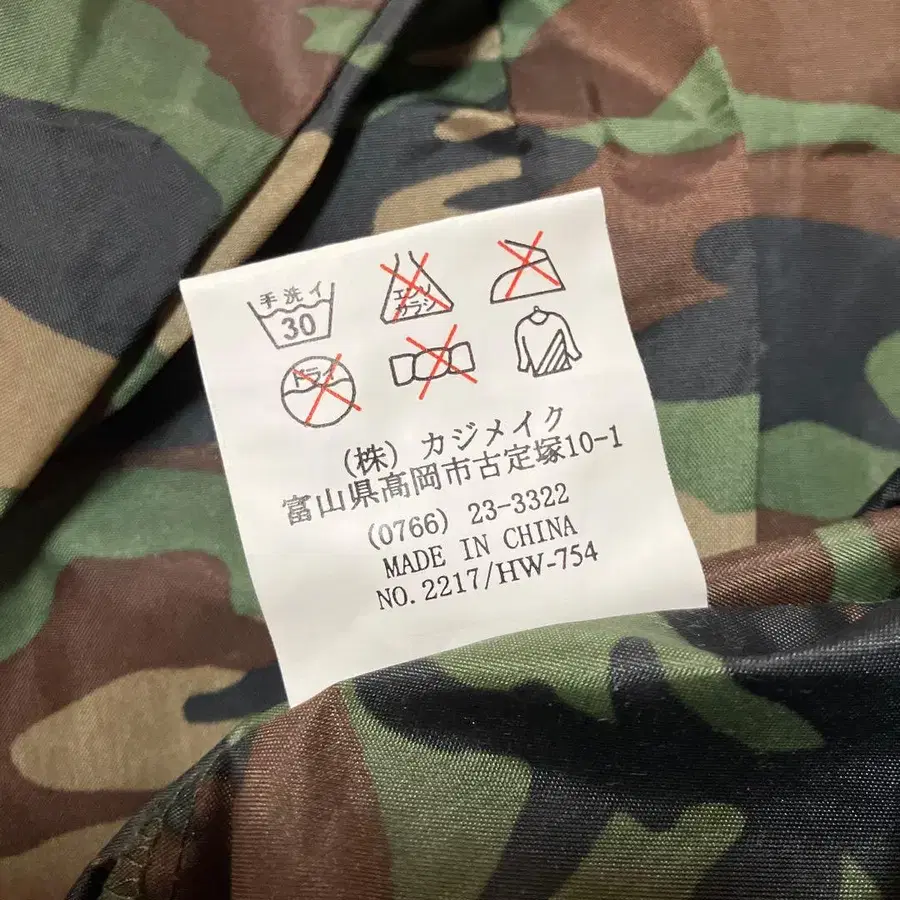 手洗イ
30
エンソ
サラシ
ドライ
(株) カジメイク
富山県高岡市古定塚10-1
(0766) 23-3322
MADE IN CHINA
NO. 2217/HW-754